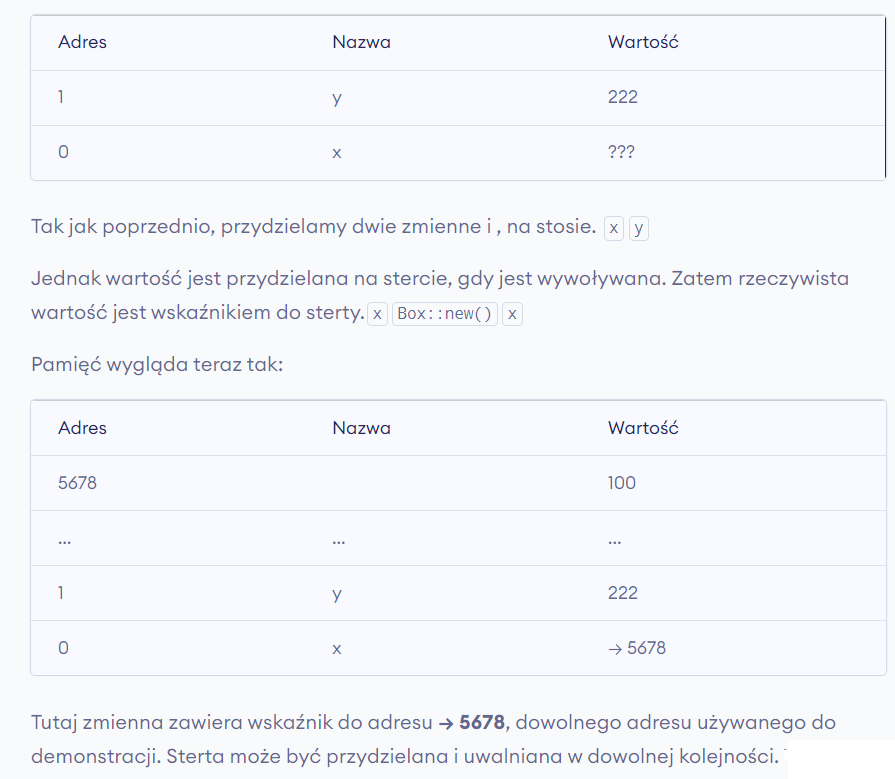 Adres Nazwa Wartość
1 y 222
0 x ???
Tak jak poprzednio, przydzielamy dwie zmienne i , na stosie. x y
Jednak wartość jest przydzielana na stercie, gdy jest wywoływana. Zatem rzeczywista
wartość jest wskaźnikiem do sterty. x Box::new() x
Pamięć wygląda teraz tak:
Adres Nazwa Wartość
5678 100
... ... ...
1 y 222
0 x → 5678
Tutaj zmienna zawiera wskaźnik do adresu → 5678, dowolnego adresu używanego do
demonstracji. Sterta może być przydzielana i uwalniana w dowolnej kolejności.